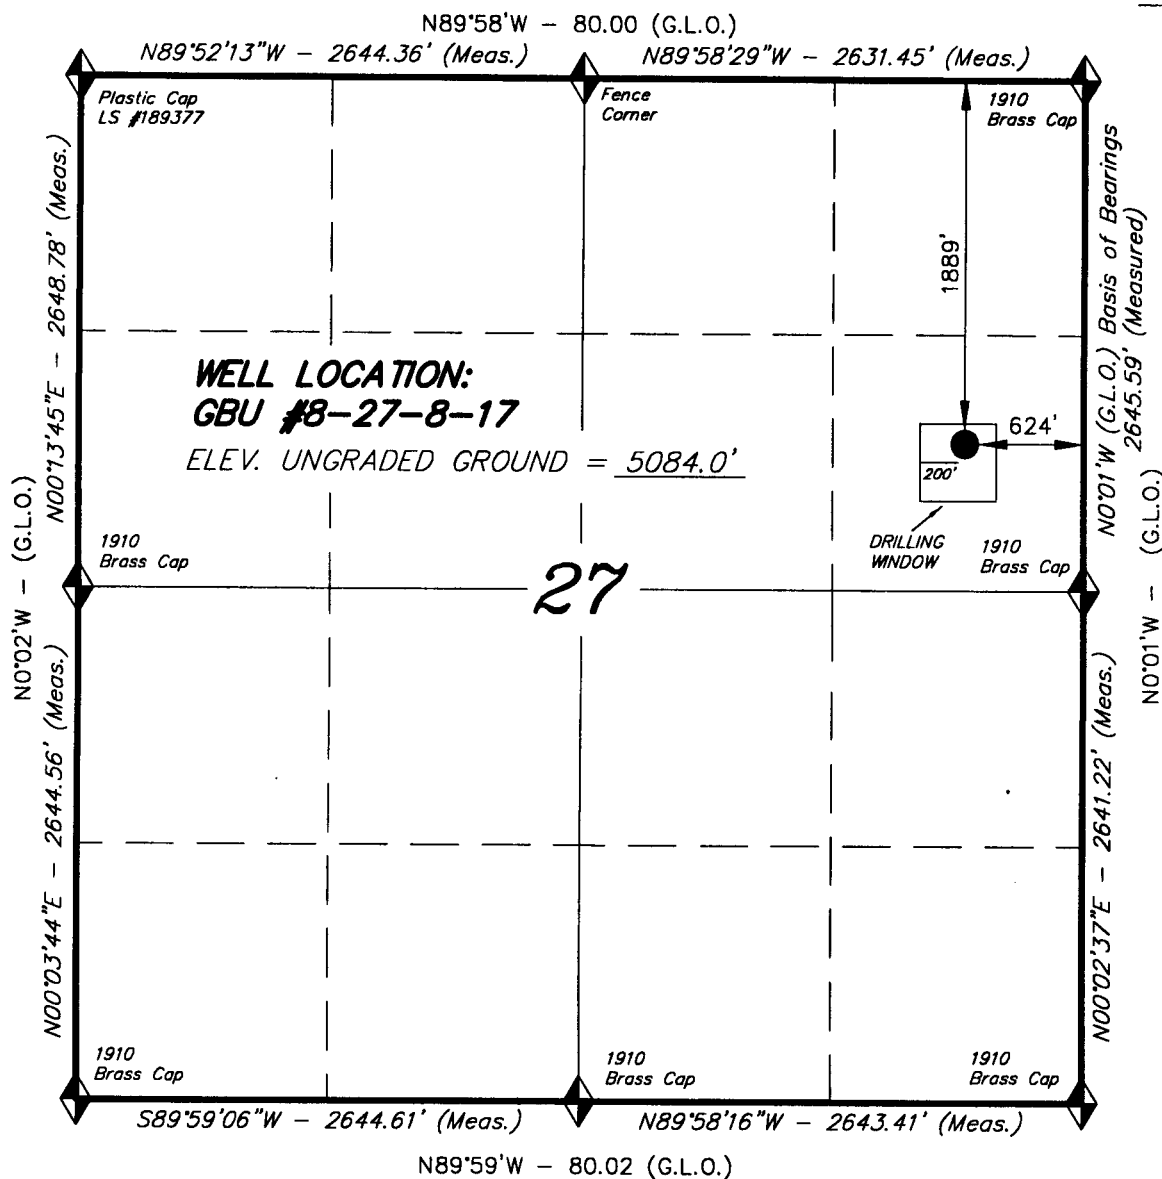 N89°58'W – 80.00 (G.L.O.)
N89°52'13"W – 2644.36' (Meas.)
N89°58'29"W – 2631.45' (Meas.)
Plastic Cap
LS #189377
Fence
Corner
1910
Brass Cap
N00°13'45"E – 2648.78' (Meas.)
1889'
N0°01'W (G.L.O.) Basis of Bearings
2645.59' (Measured)
WELL LOCATION:
GBU #8-27-8-17
ELEV. UNGRADED GROUND = 5084.0'
624'
200'
DRILLING
WINDOW
1910
Brass Cap
1910
Brass Cap
27
N0°02'W – (G.L.O.)
N0°01'W – (G.L.O.)
N00°03'44"E – 2644.56' (Meas.)
N00°02'37"E – 2641.22' (Meas.)
1910
Brass Cap
1910
Brass Cap
1910
Brass Cap
S89°59'06"W – 2644.61' (Meas.)
N89°58'16"W – 2643.41' (Meas.)
N89°59'W – 80.02 (G.L.O.)